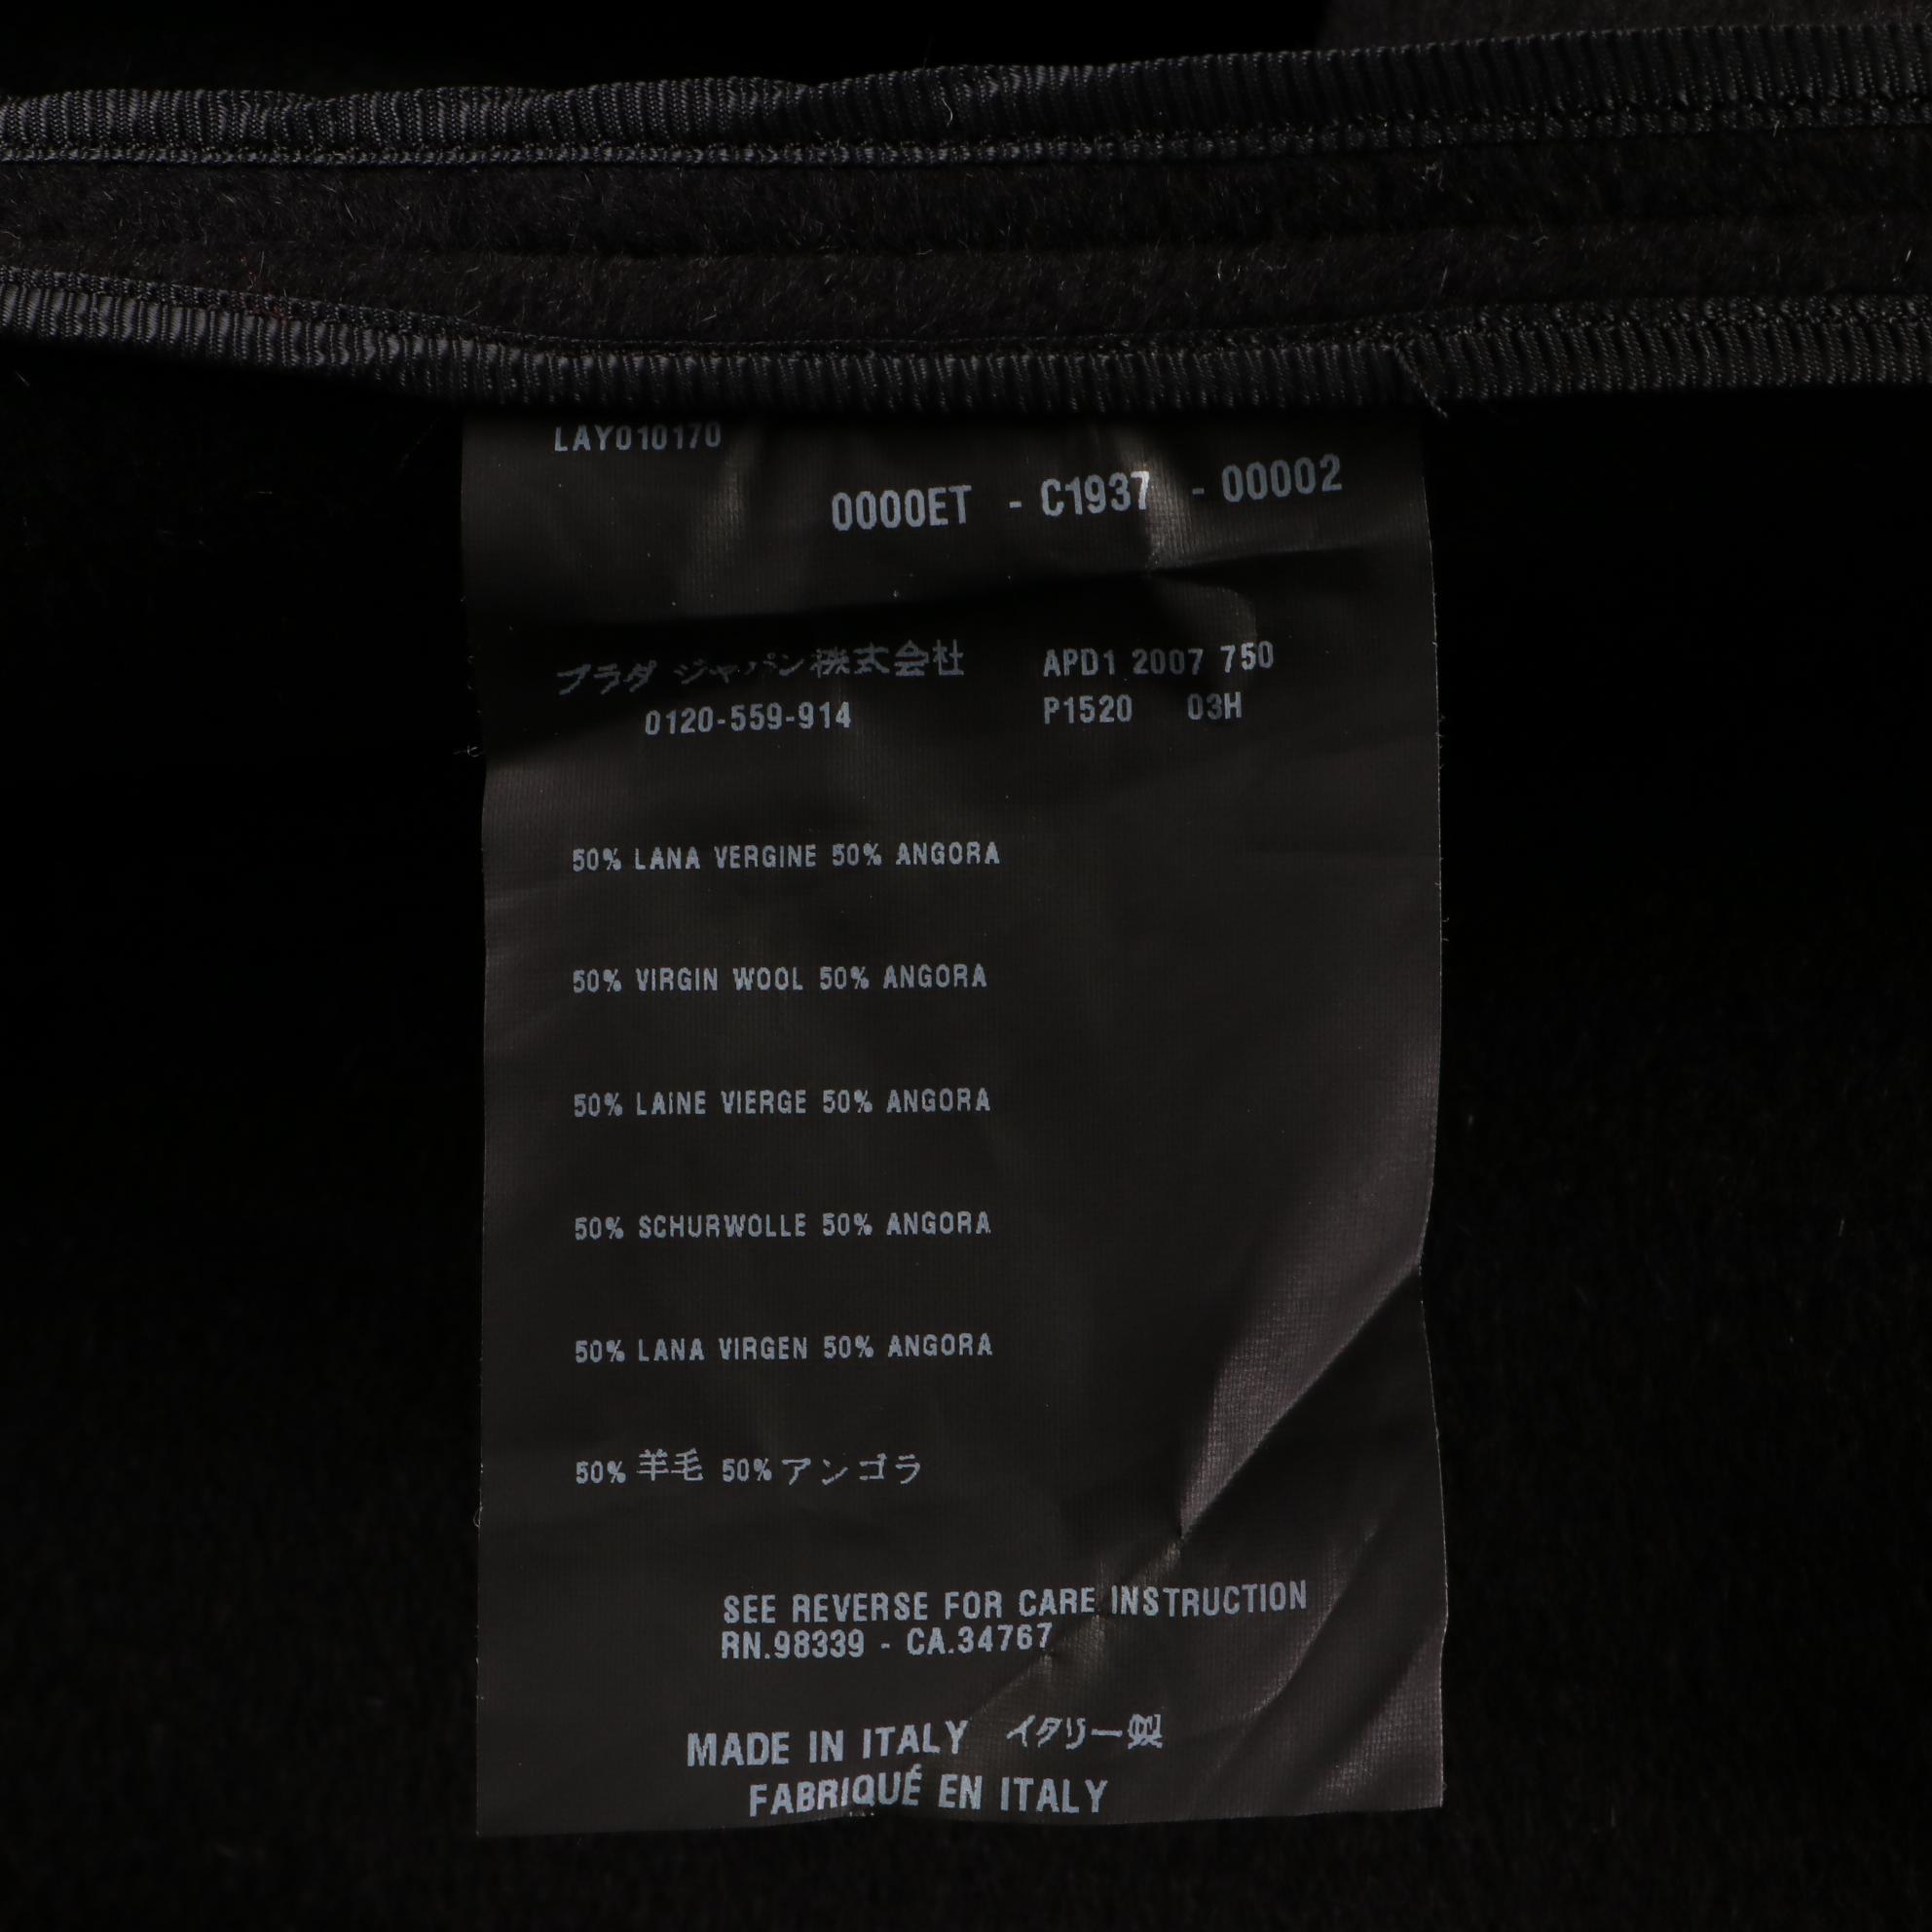 LAY010170
0000ET - C1937 - 00002
プラダ ジャパン株式会社 APD1 2007 750
0120-559-914 P1520 03H
50% LANA VERGINE 50% ANGORA
50% VIRGIN WOOL 50% ANGORA
50% LAINE VIERGE 50% ANGORA
50% SCHURWOLLE 50% ANGORA
50% LANA VIRGEN 50% ANGORA
50% 羊毛 50% アンゴラ
SEE REVERSE FOR CARE INSTRUCTION
RN.98339 - CA.34767
MADE IN ITALY イタリー製
FABRIQUÉ EN ITALY